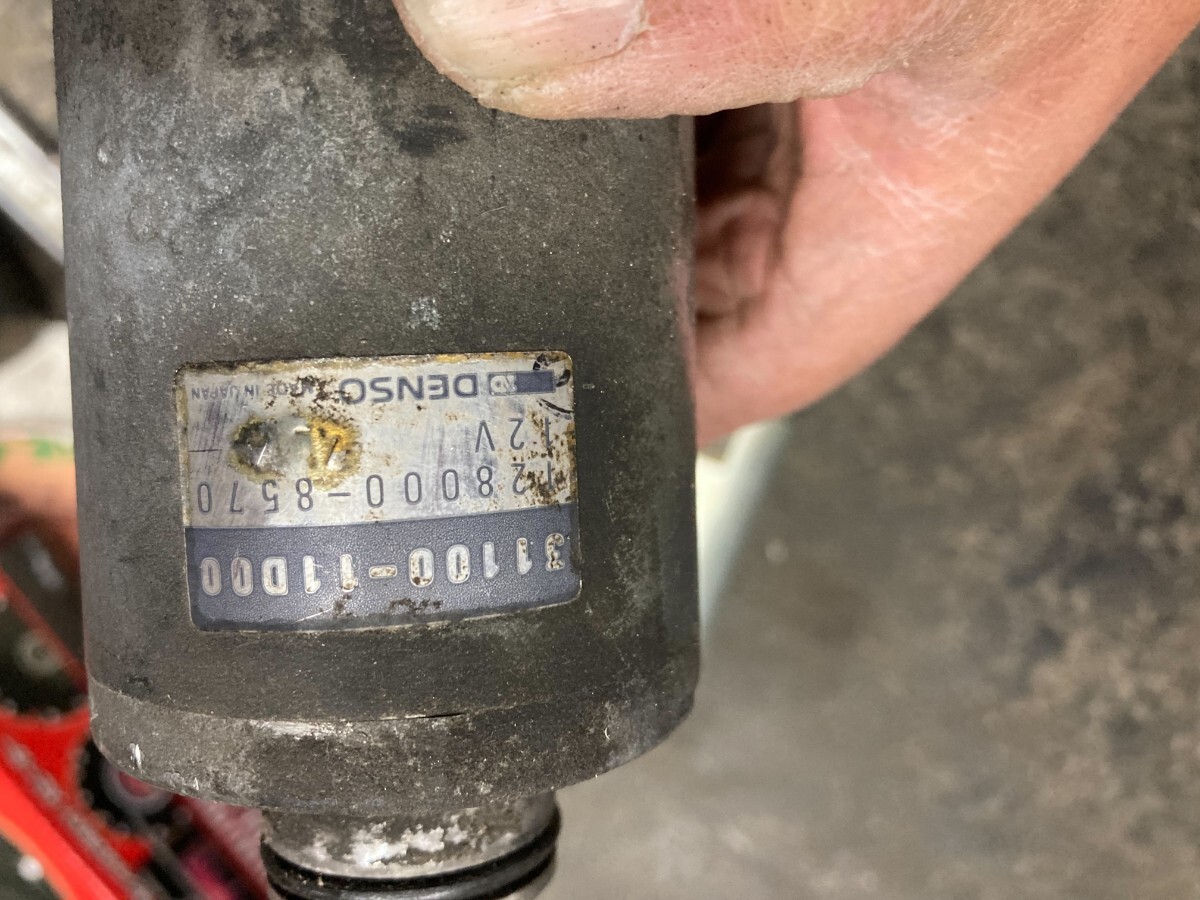 31100-11D00
128000-8570
12V
DENSO MADE IN JAPAN